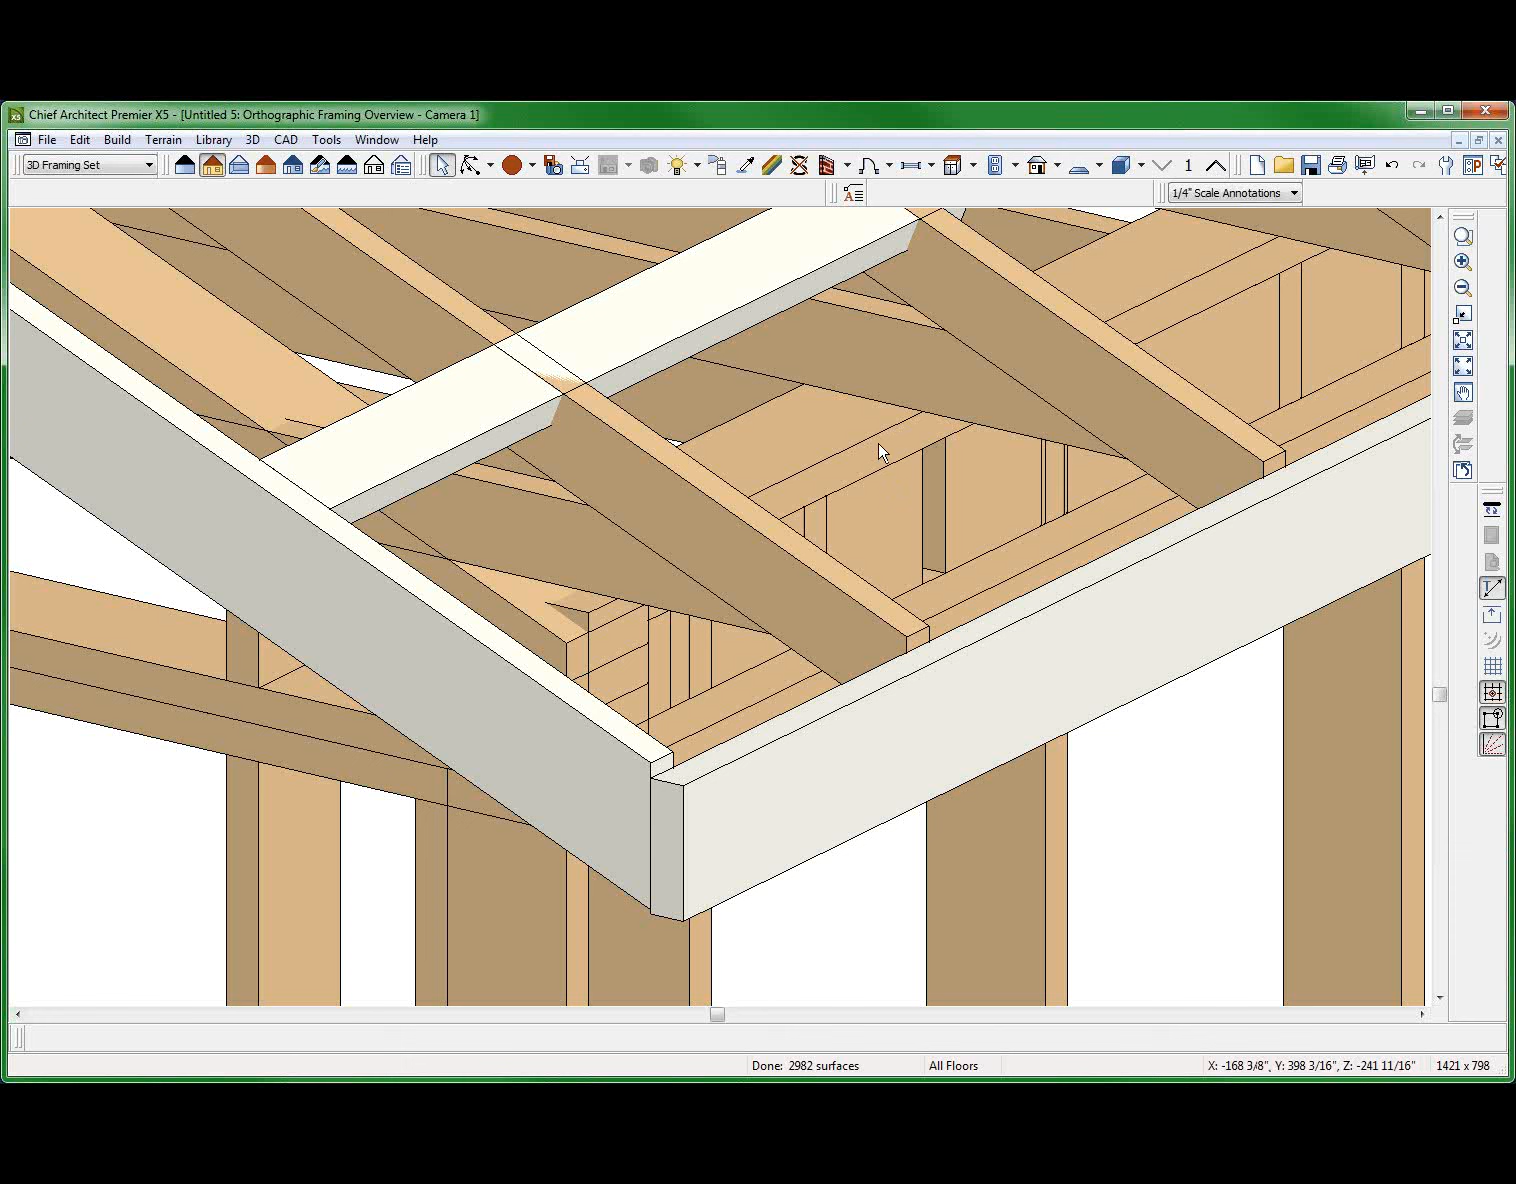 Chief Architect Premier X5 - [Untitled 5: Orthographic Framing Overview - Camera 1]
File Edit Build Terrain Library 3D CAD Tools Window Help
3D Framing Set 1
1/4" Scale Annotations
Done: 2982 surfaces All Floors X: -168 3/8", Y: 398 3/16", Z: -241 11/16" 1421 x 798